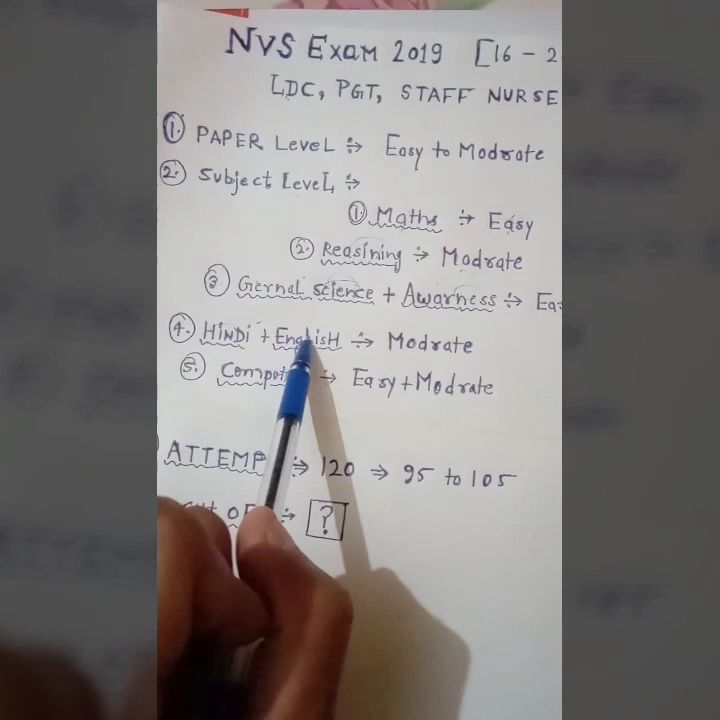 NVS Exam 2019 [16 - 2
LDC, PGT, STAFF NURSE
① PAPER LeveL ÷> Easy to Modrate
② Subject LeveL ÷>
① Maths ÷> Easy
② Reasining ÷> Modrate
③ Gernal science + Awarness ÷> Eas
④ HiNDi + EnglisH ÷> Modrate
⑤ Comput ÷> Easy+Modrate
ATTEMP ÷> 120 ⇒ 95 to 105
÷> ?